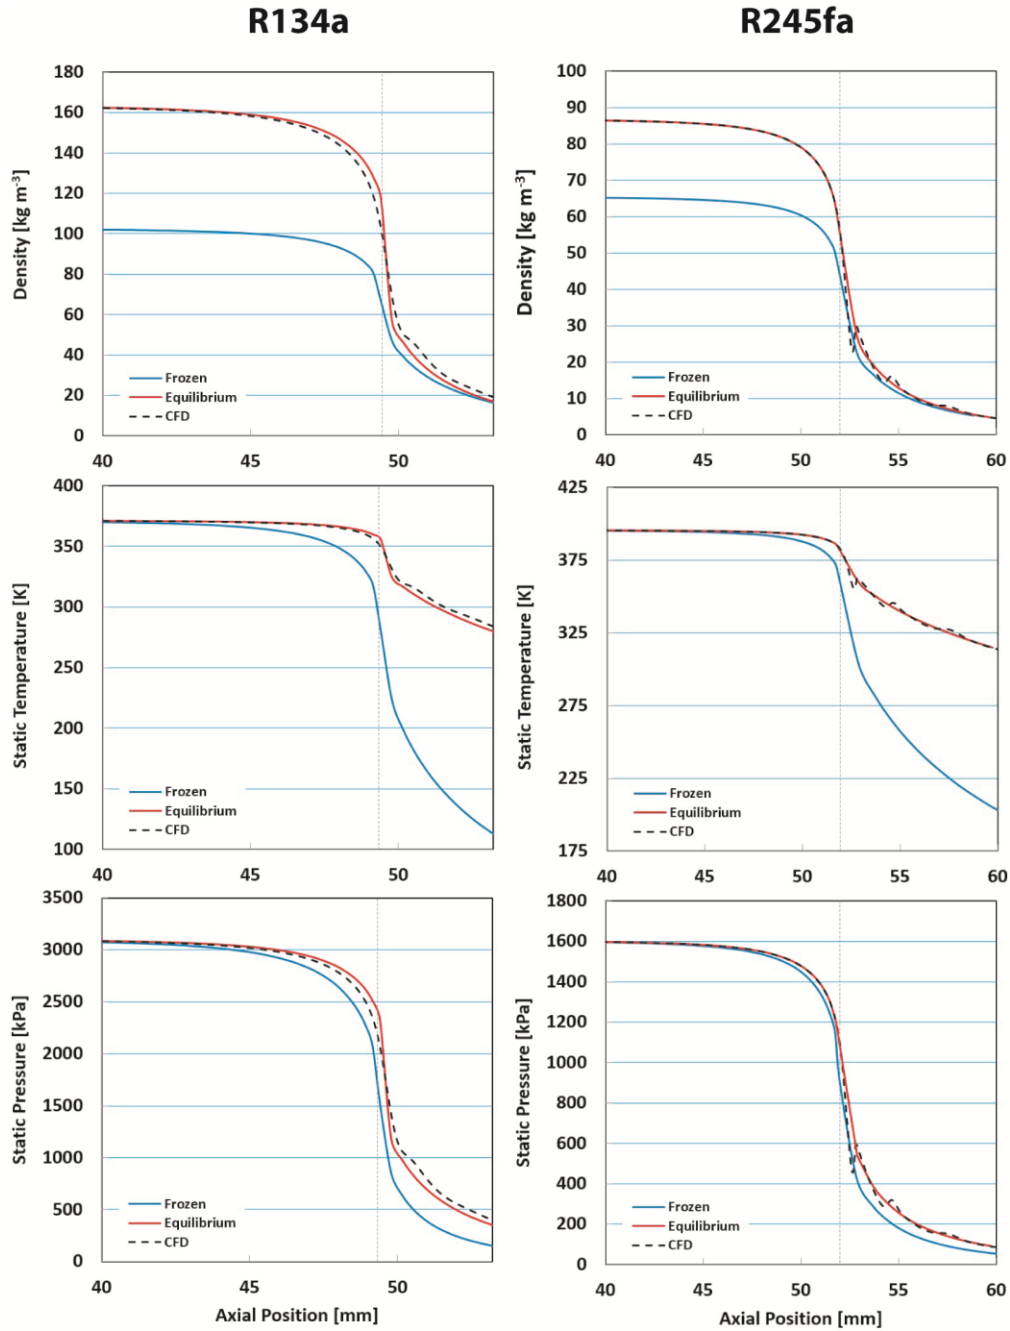 R134a
R245fa
Density [kg m-3]
180
160
140
120
100
80
60
40
20
0
Frozen
Equilibrium
CFD
40
45
50
Density [kg m-3]
100
90
80
70
60
50
40
30
20
10
0
Frozen
Equilibrium
CFD
40
45
50
55
60
Static Temperature [K]
400
350
300
250
200
150
100
Frozen
Equilibrium
CFD
40
45
50
Static Temperature [K]
425
375
325
275
225
175
Frozen
Equilibrium
CFD
40
45
50
55
60
Static Pressure [kPa]
3500
3000
2500
2000
1500
1000
500
0
Frozen
Equilibrium
CFD
40
45
50
Axial Position [mm]
Static Pressure [kPa]
1800
1600
1400
1200
1000
800
600
400
200
0
Frozen
Equilibrium
CFD
40
45
50
55
60
Axial Position [mm]